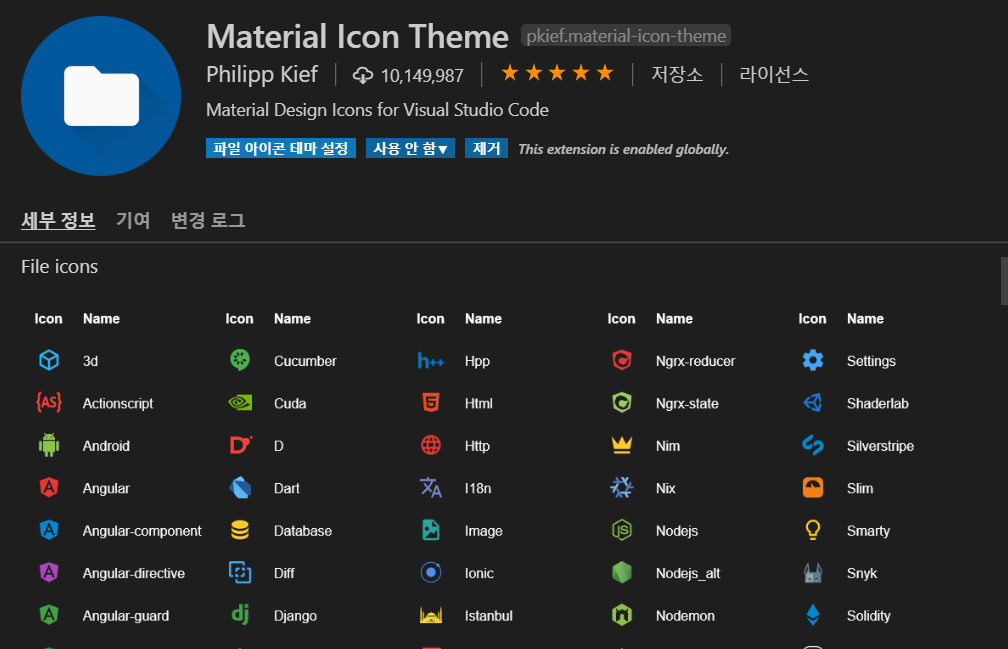 Material Icon Theme pkief.material-icon-theme
Philipp Kief 10,149,987 저장소 라이선스
Material Design Icons for Visual Studio Code
파일 아이콘 테마 설정 사용 안 함▼ 제거 This extension is enabled globally.
세부 정보 기여 변경 로그
File icons
Icon Name Icon Name Icon Name Icon Name Icon Name
3d Cucumber h++ Hpp Ngrx-reducer Settings
{AS} Actionscript Cuda 5 Html Ngrx-state Shaderlab
Android D D Http Nim Silverstripe
A Angular Dart I18n Nix Slim
A Angular-component Database Image JS Nodejs Smarty
A Angular-directive Diff Ionic Nodejs_alt Snyk
A Angular-guard dj Django Istanbul Nodemon Solidity